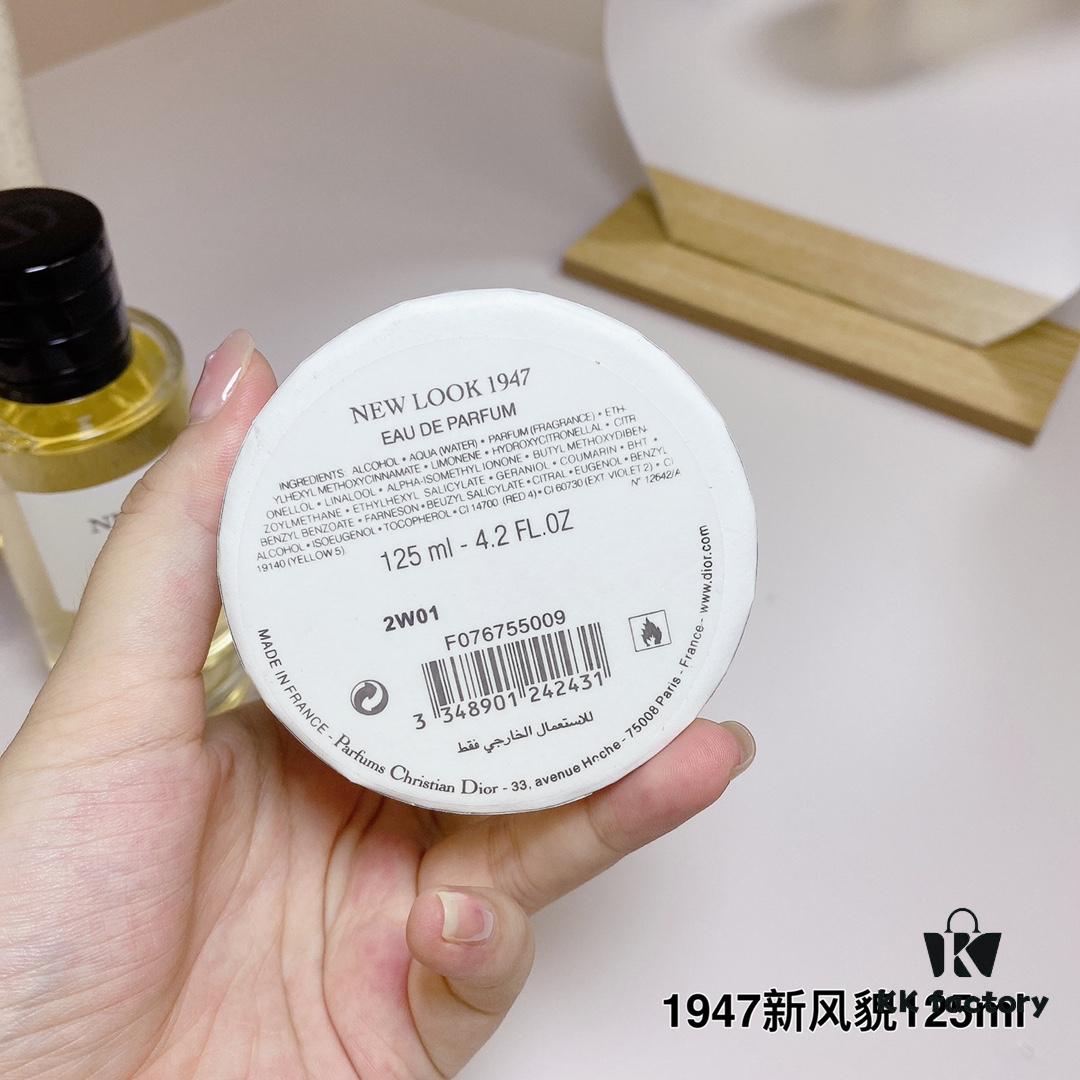 NEW LOOK 1947
EAU DE PARFUM
INGREDIENTS: ALCOHOL • AQUA (WATER) • PARFUM (FRAGRANCE) • ETH-
YLHEXYL METHOXYCINNAMATE • LIMONENE • HYDROXYCITRONELLAL • CITR
ONELLOL • LINALOOL • ALPHA-ISOMETHYL IONONE • BUTYL METHOXYDIBEN-
ZOYLMETHANE • ETHYLHEXYL SALICYLATE • GERANIOL • COUMARIN • BHT •
BENZYL BENZOATE • FARNESON • BEUZYL SALICYLATE • CITRAL • EUGENOL • BENZYL
ALCOHOL • ISOEUGENOL • TOCOPHEROL • CI 14700 (RED 4) • CI 60730 (EXT VIOLET 2) • CI
19140 (YELLOW 5)
N° 12642/A
125 ml - 4.2 FL.OZ
2W01
F076755009
3 348901 242431
للاستعمال الخارجي فقط
MADE IN FRANCE - Parfums Christian Dior - 33, avenue Hoche - 75008 Paris - France - www.dior.com
KK factory
1947新风貌125ml